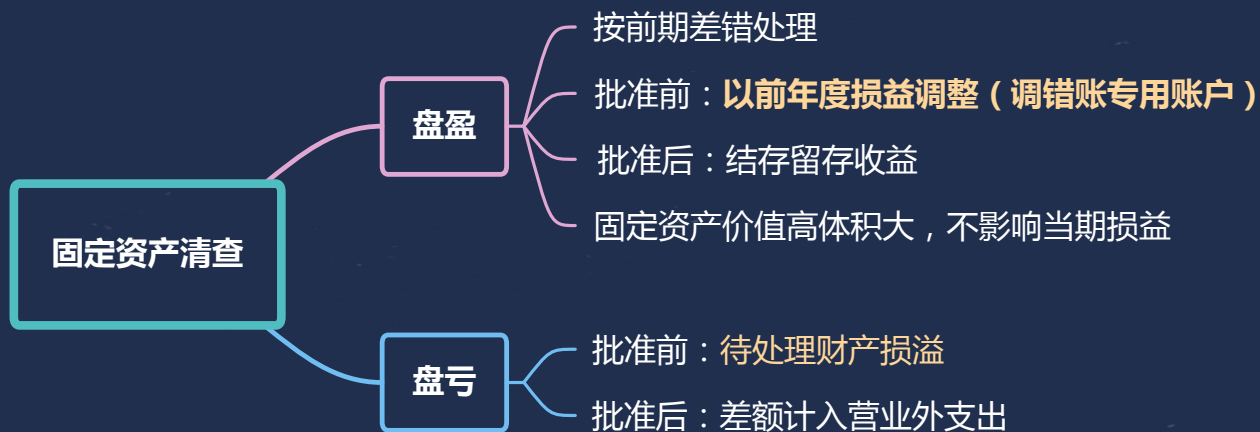 固定资产清查
盘盈
按前期差错处理
批准前：以前年度损益调整（调错账专用账户）
批准后：结存留存收益
固定资产价值高体积大，不影响当期损益
盘亏
批准前：待处理财产损溢
批准后：差额计入营业外支出